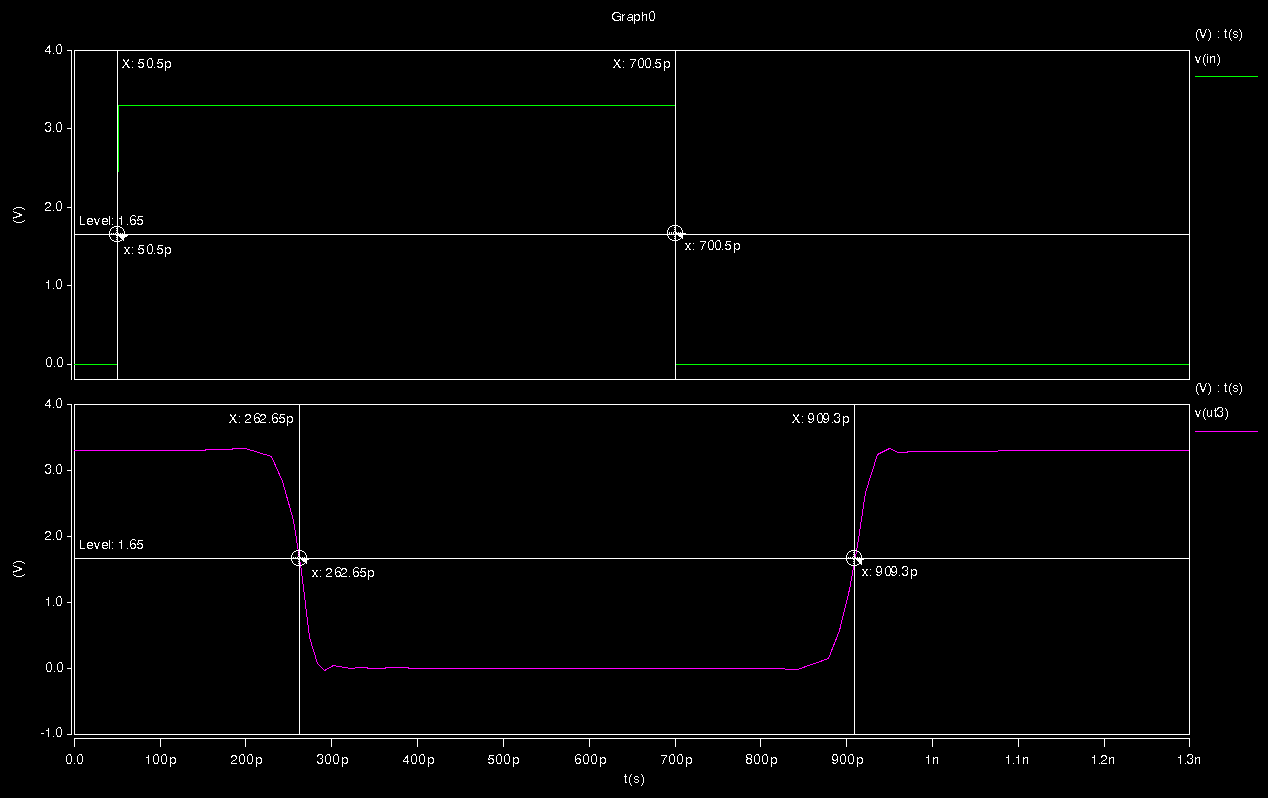 Graph0
(V) : t(s)
v(in)
4.0
3.0
2.0
1.0
0.0
(V)
X: 50.5p
X: 700.5p
Level: 1.65
x: 50.5p
x: 700.5p
(V) : t(s)
v(ut3)
4.0
3.0
2.0
1.0
0.0
-1.0
(V)
X: 262.65p
X: 909.3p
Level: 1.65
x: 262.65p
x: 909.3p
0.0 100p 200p 300p 400p 500p 600p 700p 800p 900p 1n 1.1n 1.2n 1.3n
t(s)